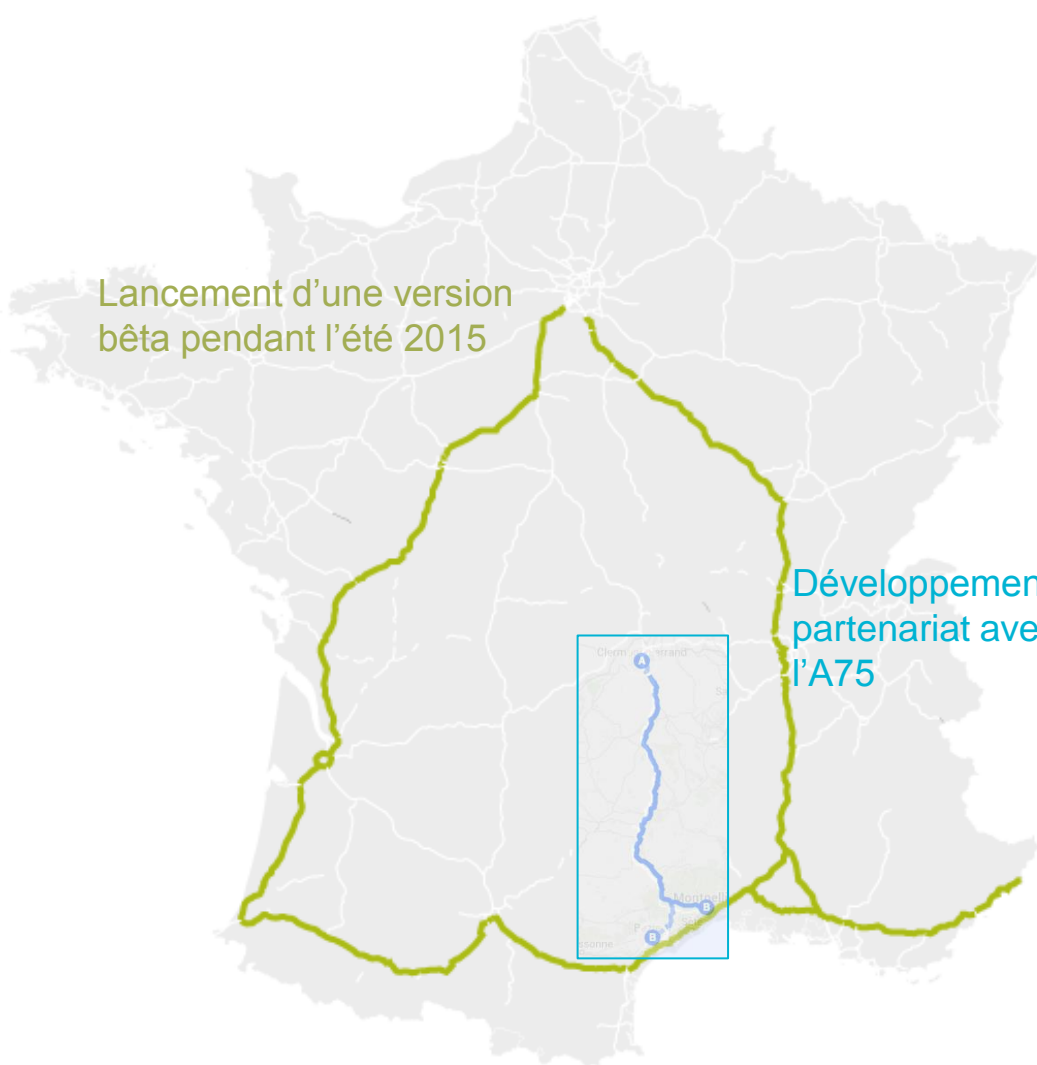 Lancement d’une version
bêta pendant l’été 2015
Développemen
partenariat ave
l’A75
A
B
B